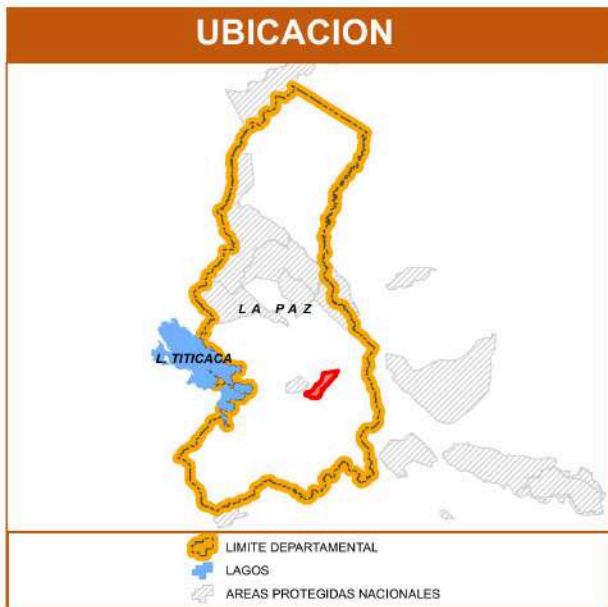 UBICACION
LA PAZ
L. TITICACA
LIMITE DEPARTAMENTAL
LAGOS
AREAS PROTEGIDAS NACIONALES